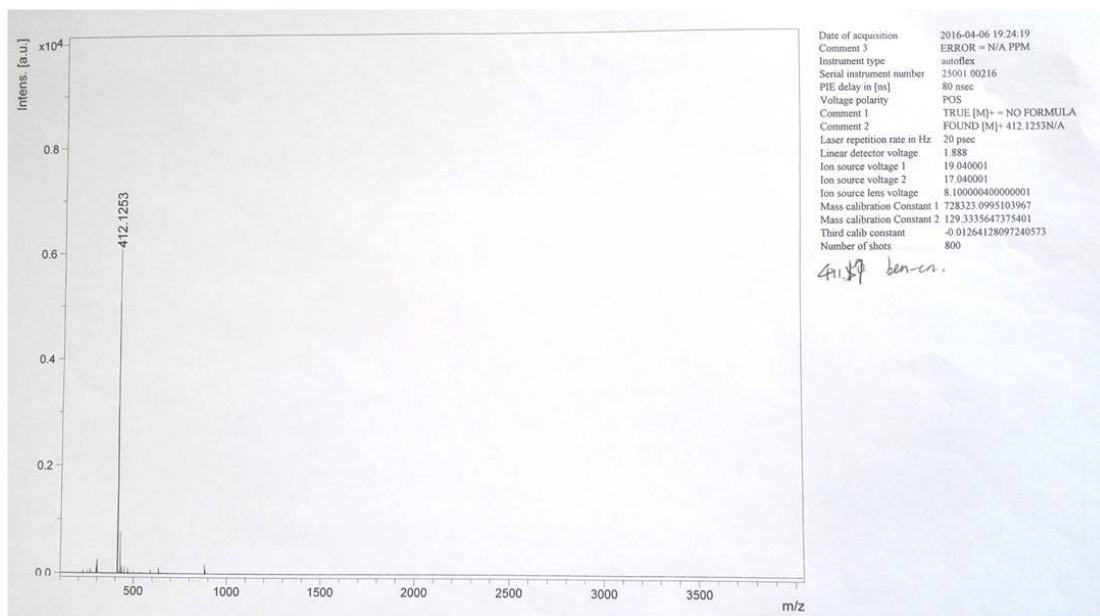 Intens. [a.u.]
x10⁴
0.8
0.6
0.4
0.2
0.0
412.1253
500
1000
1500
2000
2500
3000
3500
m/z
Date of acquisition 2016-04-06 19:24:19
Comment 3 ERROR = N/A PPM
Instrument type autoflex
Serial instrument number 25001.00216
PIE delay in [ns] 80 nsec
Voltage polarity POS
Comment 1 TRUE [M]+ = NO FORMULA
Comment 2 FOUND [M]+ 412.1253N/A
Laser repetition rate in Hz 20 psec
Linear detector voltage 1.888
Ion source voltage 1 19.040001
Ion source voltage 2 17.040001
Ion source lens voltage 8.100000400000001
Mass calibration Constant 1 728323.0995103967
Mass calibration Constant 2 129.3335647375401
Third calib constant -0.01264128097240573
Number of shots 800
ben-cn.